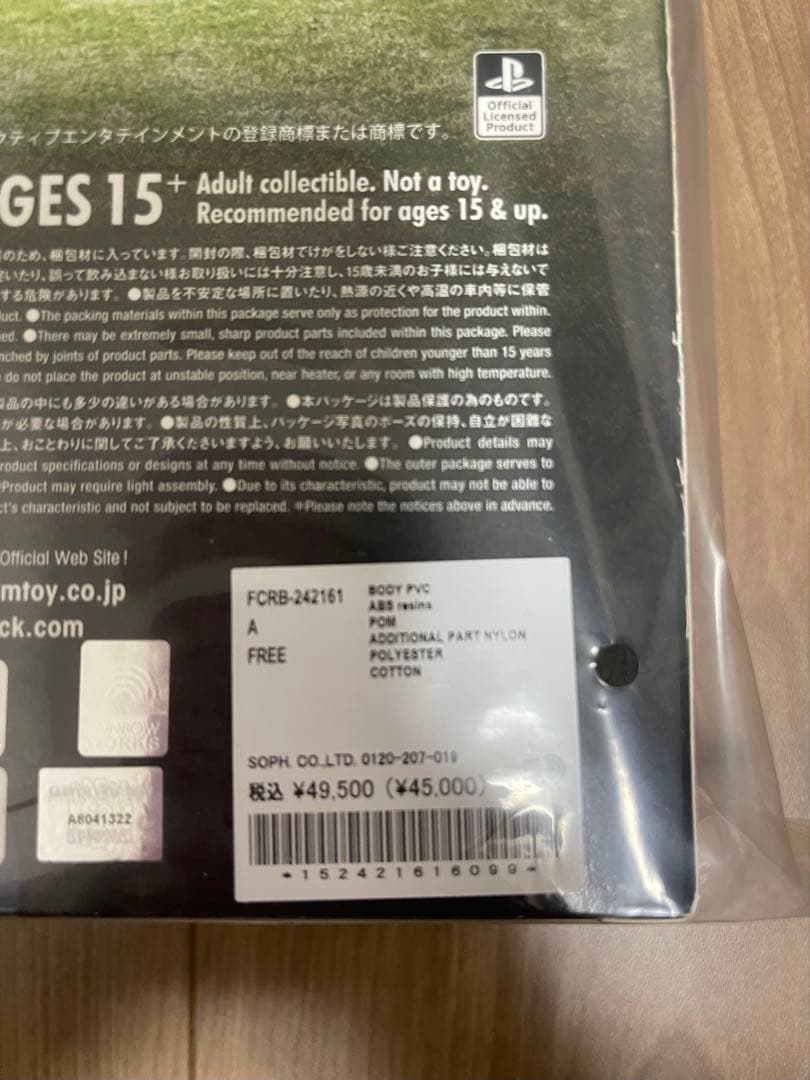 Official
Licensed
Product
クティブエンタテインメントの登録商標または商標です。
GES 15+ Adult collectible. Not a toy.
Recommended for ages 15 & up.
のため、梱包材に入っています。開封の際、梱包材でけがをしない様ご注意ください。梱包材は
いたり、誤って飲み込まない様お取り扱いには十分注意し、15歳未満のお子様には与えないで
する危険があります。 ●製品を不安定な場所に置いたり、熱源の近くや高温の車内等に保管
uct. ●The packing materials within this package serve only as protection for the product within.
ed. ●There may be extremely small, sharp product parts included within this package. Please
nched by joints of product parts. Please keep out of the reach of children younger than 15 years
do not place the product at unstable position, near heater, or any room with high temperature.
製品の中にも多少の違いがある場合があります。 ●本パッケージは製品保護の為のものです。
が必要な場合があります。 ●製品の性質上、パッケージ写真のポーズの保持、自立が困難な
上、おことわりに関してご了承くださいますよう、お願いいたします。 ●Product details may
roduct specifications or designs at any time without notice. ●The outer package serves to
Product may require light assembly. ●Due to its characteristic, product may not be able to
ct's characteristic and not subject to be replaced. *Please note the notices above in advance.
Official Web Site !
mtoy.co.jp
ck.com
FCRB-242161
A
FREE
BODY PVC
ABS resins
POM
ADDITIONAL PART NYLON
POLYESTER
COTTON
SOPH. CO.,LTD. 0120-207-019
税込 ¥49,500 (¥45,000)
*152421616099*
A8041322